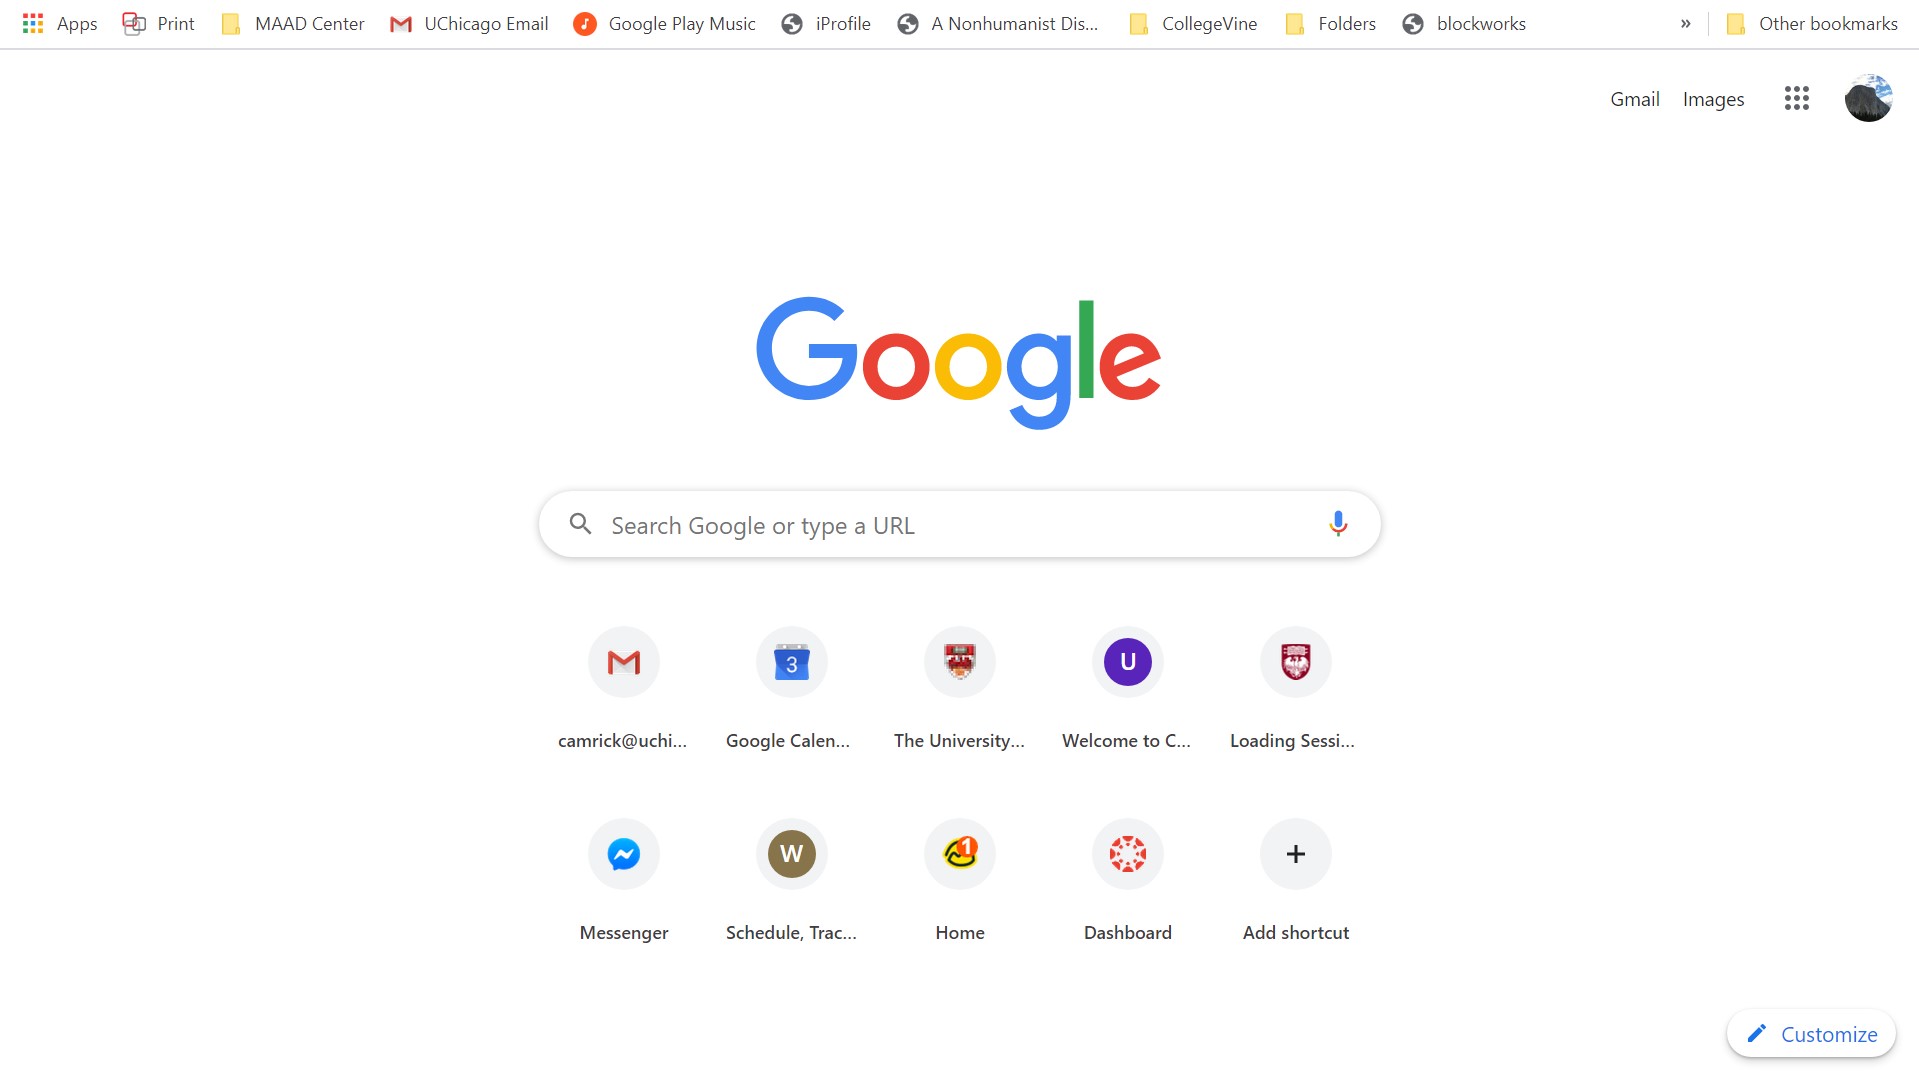 Apps Print MAAD Center UChicago Email Google Play Music iProfile A Nonhumanist Dis... CollegeVine Folders blockworks » Other bookmarks
Gmail Images
Google
Search Google or type a URL
3 U
camrick@uchi... Google Calen... The University... Welcome to C... Loading Sessi...
W 1 +
Messenger Schedule, Trac... Home Dashboard Add shortcut
Customize